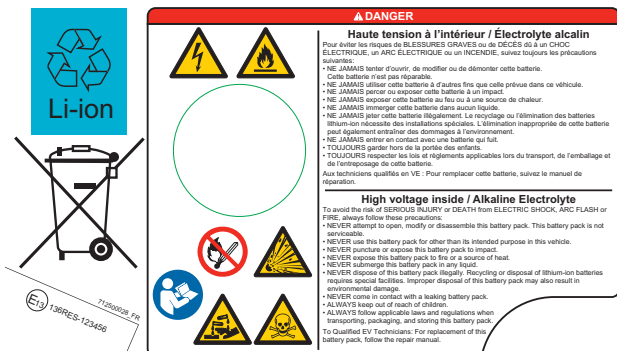 Li-ion
E13 136RES-123456
712500028_FR
DANGER
Haute tension à l'intérieur / Électrolyte alcalin
Pour éviter les risques de BLESSURES GRAVES ou de DÉCÈS dû à un CHOC
ÉLECTRIQUE, un ARC ÉLECTRIQUE ou un INCENDIE, suivez toujours les précautions
suivantes:
• NE JAMAIS tenter d'ouvrir, de modifier ou de démonter cette batterie.
Cette batterie n'est pas réparable.
• NE JAMAIS utiliser cette batterie à d'autres fins que celle prévue dans ce véhicule.
• NE JAMAIS percer ou exposer cette batterie à un impact.
• NE JAMAIS exposer cette batterie au feu ou à une source de chaleur.
• NE JAMAIS immerger cette batterie dans aucun liquide.
• NE JAMAIS jeter cette batterie illégalement. Le recyclage ou l'élimination des batteries
lithium-ion nécessite des installations spéciales. L'élimination inappropriée de cette batterie
peut également entraîner des dommages à l'environnement.
• NE JAMAIS entrer en contact avec une batterie qui fuit.
• TOUJOURS garder hors de la portée des enfants.
• TOUJOURS respecter les lois et règlements applicables lors du transport, de l'emballage et
de l'entreposage de cette batterie.
Aux techniciens qualifiés en VE : Pour remplacer cette batterie, suivez le manuel de
réparation.
High voltage inside / Alkaline Electrolyte
To avoid the risk of SERIOUS INJURY or DEATH from ELECTRIC SHOCK, ARC FLASH or
FIRE, always follow these precautions:
• NEVER attempt to open, modify or disassemble this battery pack. This battery pack is not
serviceable.
• NEVER use this battery pack for other than its intended purpose in this vehicle.
• NEVER puncture or expose this battery pack to impact.
• NEVER expose this battery pack to fire or a source of heat.
• NEVER submerge this battery pack in any liquid.
• NEVER dispose of this battery pack illegally. Recycling or disposal of lithium-ion batteries
requires special facilities. Improper disposal of this battery pack may also result in
environmental damage.
• NEVER come in contact with a leaking battery pack.
• ALWAYS keep out of reach of children.
• ALWAYS follow applicable laws and regulations when
transporting, packaging, and storing this battery pack.
To Qualified EV Technicians: For replacement of this
battery pack, follow the repair manual.